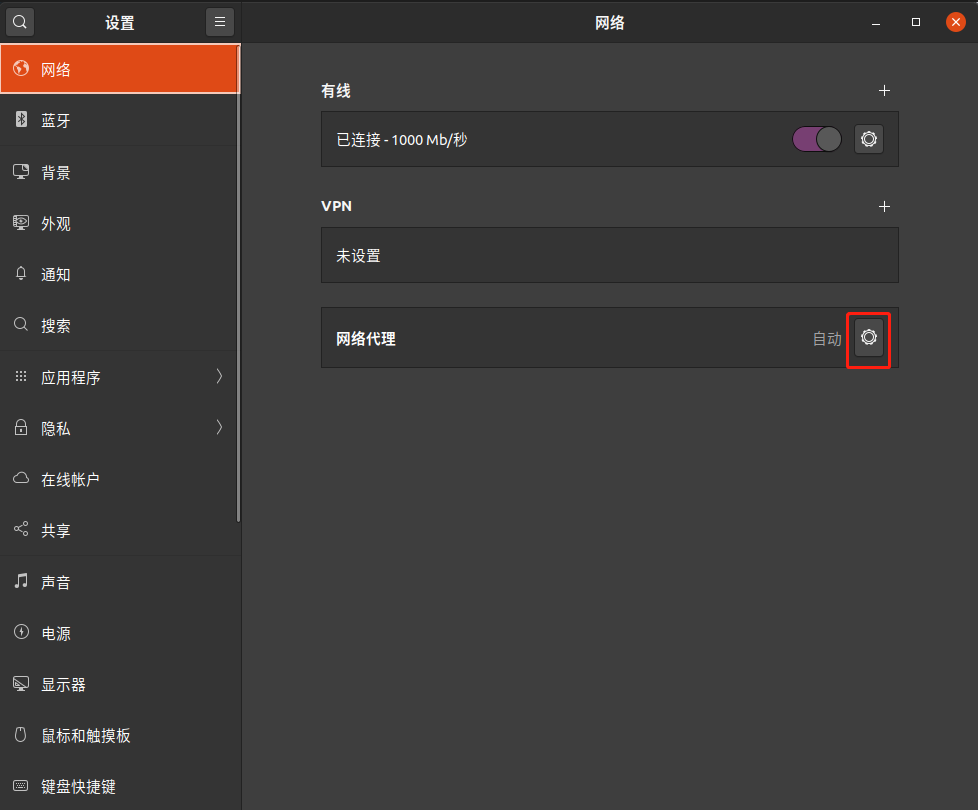 设置
网络
网络
蓝牙
背景
外观
通知
搜索
应用程序
隐私
在线帐户
共享
声音
电源
显示器
鼠标和触摸板
键盘快捷键
有线
已连接 - 1000 Mb/秒
VPN
未设置
网络代理
自动